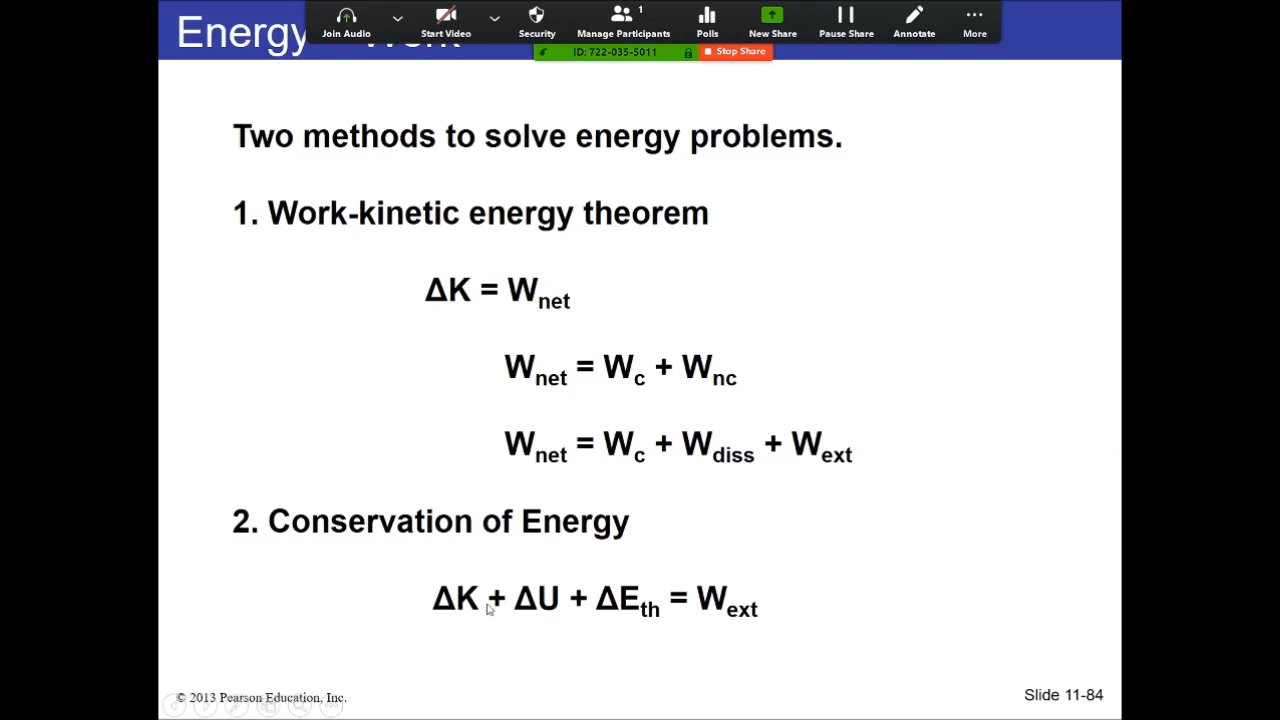 Join Audio
Start Video
Security
Manage Participants
1
Polls
New Share
Pause Share
Annotate
More
ID: 722-035-5011
Stop Share
Energy
Two methods to solve energy problems.
1. Work-kinetic energy theorem
ΔK = Wnet
Wnet = Wc + Wnc
Wnet = Wc + Wdiss + Wext
2. Conservation of Energy
ΔK + ΔU + ΔEth = Wext
© 2013 Pearson Education, Inc.
Slide 11-84